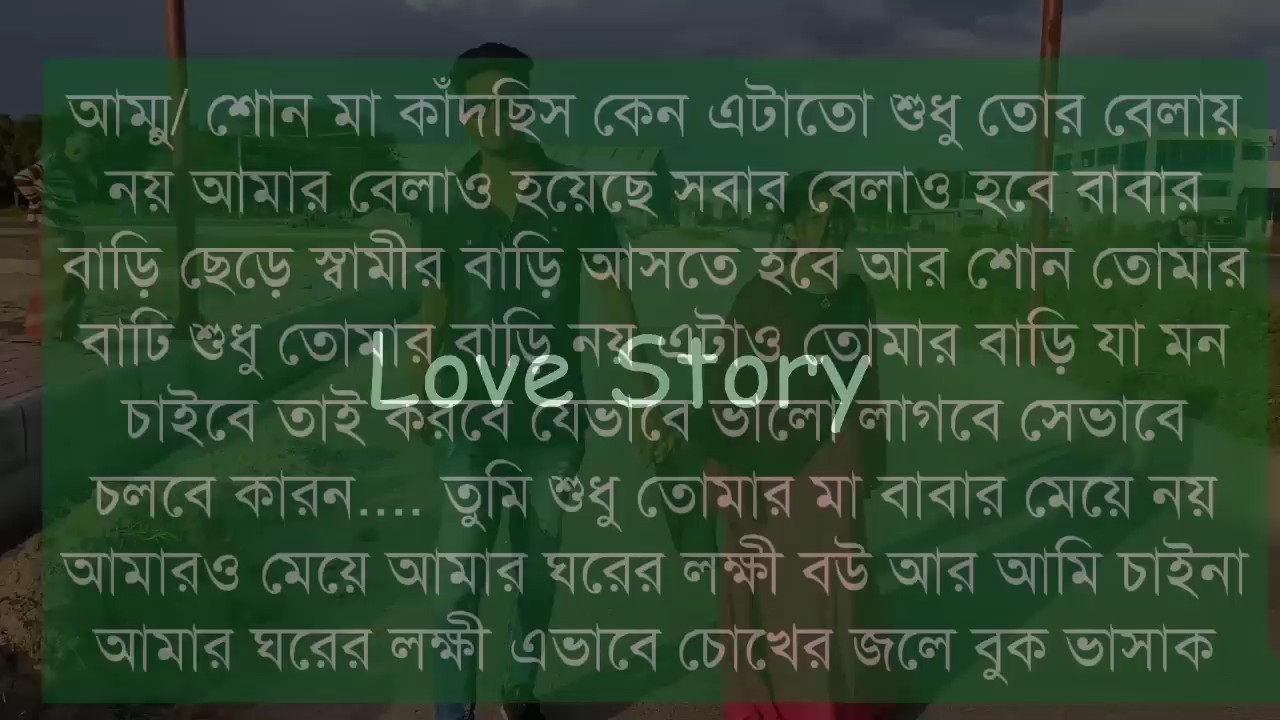 আম্মু/ শোন মা কাঁদছিস কেন এটাতো শুধু তোর বেলায়
নয় আমার বেলাও হয়েছে সবার বেলাও হবে বাবার
বাড়ি ছেড়ে স্বামীর বাড়ি আসতে হবে আর শোন তোমার
বাটি শুধু তোমার বাড়ি নয় এটাও তোমার বাড়ি যা মন
Love Story
চাইবে তাই করবে যেভাবে ভালো লাগবে সেভাবে
চলবে কারন.... তুমি শুধু তোমার মা বাবার মেয়ে নয়
আমারও মেয়ে আমার ঘরের লক্ষী বউ আর আমি চাইনা
আমার ঘরের লক্ষী এভাবে চোখের জলে বুক ভাসাক